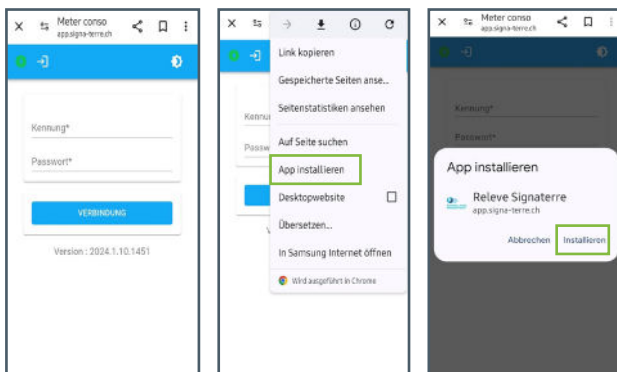 Meter conso
app.signa-terre.ch
Kennung*
Passwort*
VERBINDUNG
Version : 2024.1.10.1451
Link kopieren
Gespeicherte Seiten anse...
Seitenstatistiken ansehen
Auf Seite suchen
App installieren
Desktopwebsite
Übersetzen...
In Samsung Internet öffnen
Wird ausgeführt in Chrome
Kennu
Passw
Meter conso
app.signa-terre.ch
Kennung*
Passwort*
App installieren
Releve Signaterre
app.signa-terre.ch
Abbrechen Installieren